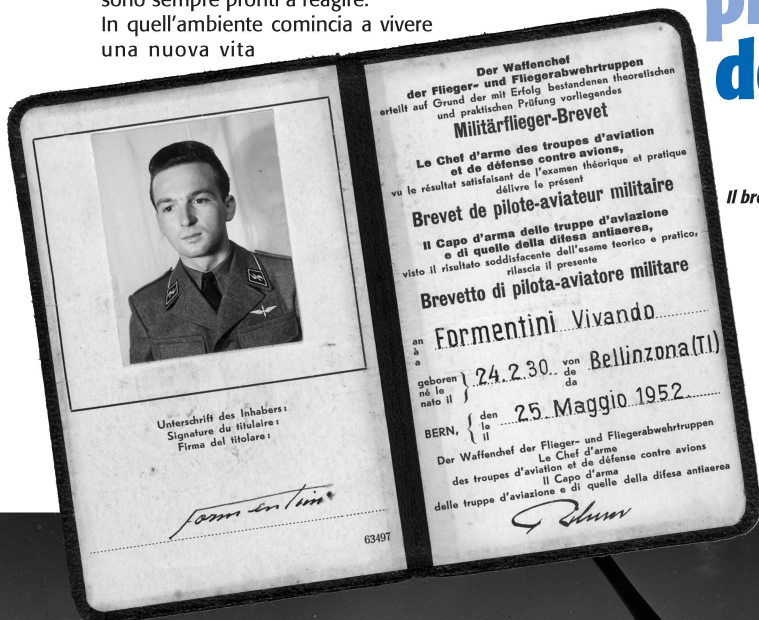 sono sempre pronti a reagire.
In quell'ambiente comincia a vivere
una nuova vita
Il
Unterschrift des Inhabers:
Signature du titulaire:
Firma del titolare:
Formentini
63497
Der Waffenchef
der Flieger- und Fliegerabwehrtruppen
erteilt auf Grund der mit Erfolg bestandenen theoretischen
und praktischen Prüfung vorliegendes
Militärflieger-Brevet
Le Chef d'arme des troupes d'aviation
et de défense contre avions,
vu le résultat satisfaisant de l'examen théorique et pratique
délivre le présent
Brevet de pilote-aviateur militaire
Il Capo d'arma delle truppe d'aviazione
e di quelle della difesa antiaerea,
visto il risultato soddisfacente dell'esame teorico e pratico,
rilascia il presente
Brevetto di pilota-aviatore militare
an
à
a
Formentini Vivando
geboren
né le
nato il
24.2.30.
von
de
da
Bellinzona (TI)
BERN,
den
le
il
25. Maggio 1952.
Der Waffenchef der Flieger- und Fliegerabwehrtruppen
Le Chef d'arme
des troupes d'aviation et de défense contre avions
Il Capo d'arma
delle truppe d'aviazione e di quelle della difesa antiaerea